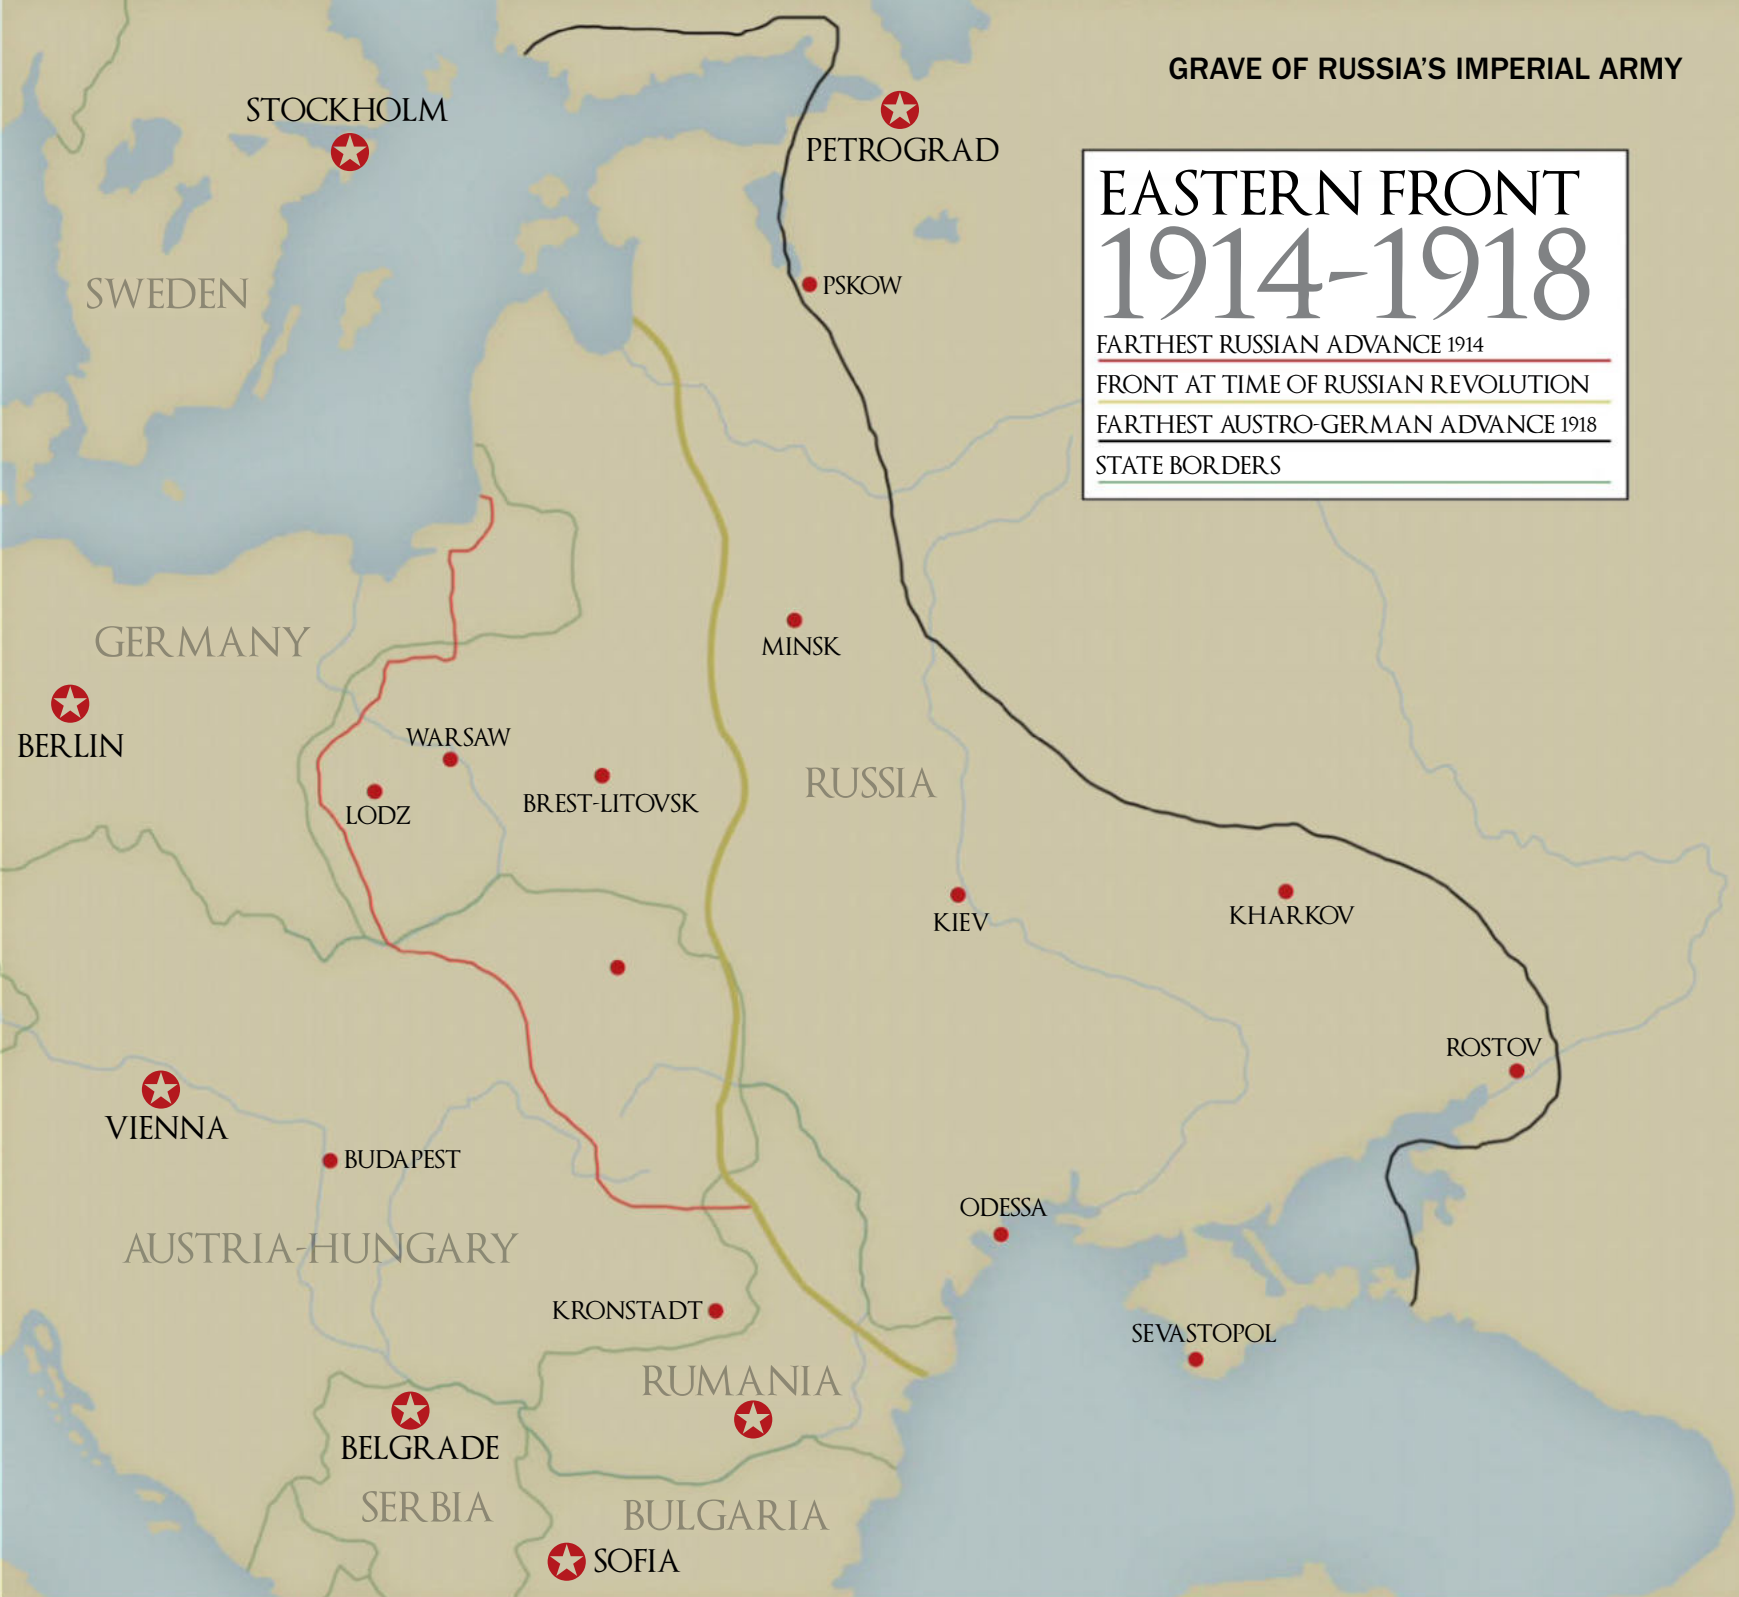 GRAVE OF RUSSIA'S IMPERIAL ARMY
EASTERN FRONT
1914-1918
FARTHEST RUSSIAN ADVANCE 1914
FRONT AT TIME OF RUSSIAN REVOLUTION
FARTHEST AUSTRO-GERMAN ADVANCE 1918
STATE BORDERS
STOCKHOLM
PETROGRAD
SWEDEN
PSKOW
GERMANY
MINSK
BERLIN
WARSAW
RUSSIA
LODZ
BREST-LITOVSK
KIEV
KHARKOV
ROSTOV
VIENNA
BUDAPEST
ODESSA
AUSTRIA-HUNGARY
KRONSTADT
SEVASTOPOL
RUMANIA
BELGRADE
SERBIA
BULGARIA
SOFIA